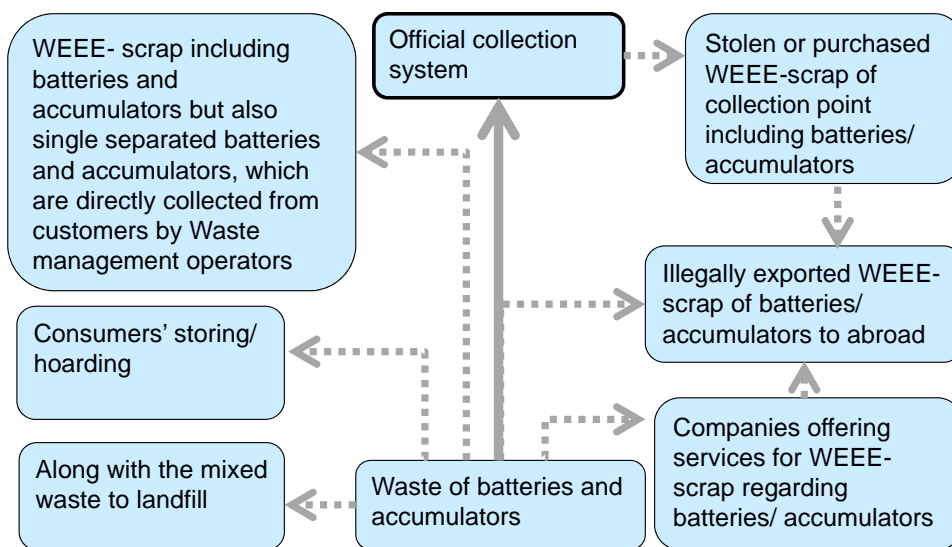 WEEE- scrap including
batteries and
accumulators but also
single separated batteries
and accumulators, which
are directly collected from
customers by Waste
management operators
Official collection
system
Stolen or purchased
WEEE-scrap of
collection point
including batteries/
accumulators
Illegally exported WEEE-
scrap of batteries/
accumulators to abroad
Consumers’ storing/
hoarding
Along with the mixed
waste to landfill
Waste of batteries and
accumulators
Companies offering
services for WEEE-
scrap regarding
batteries/ accumulators